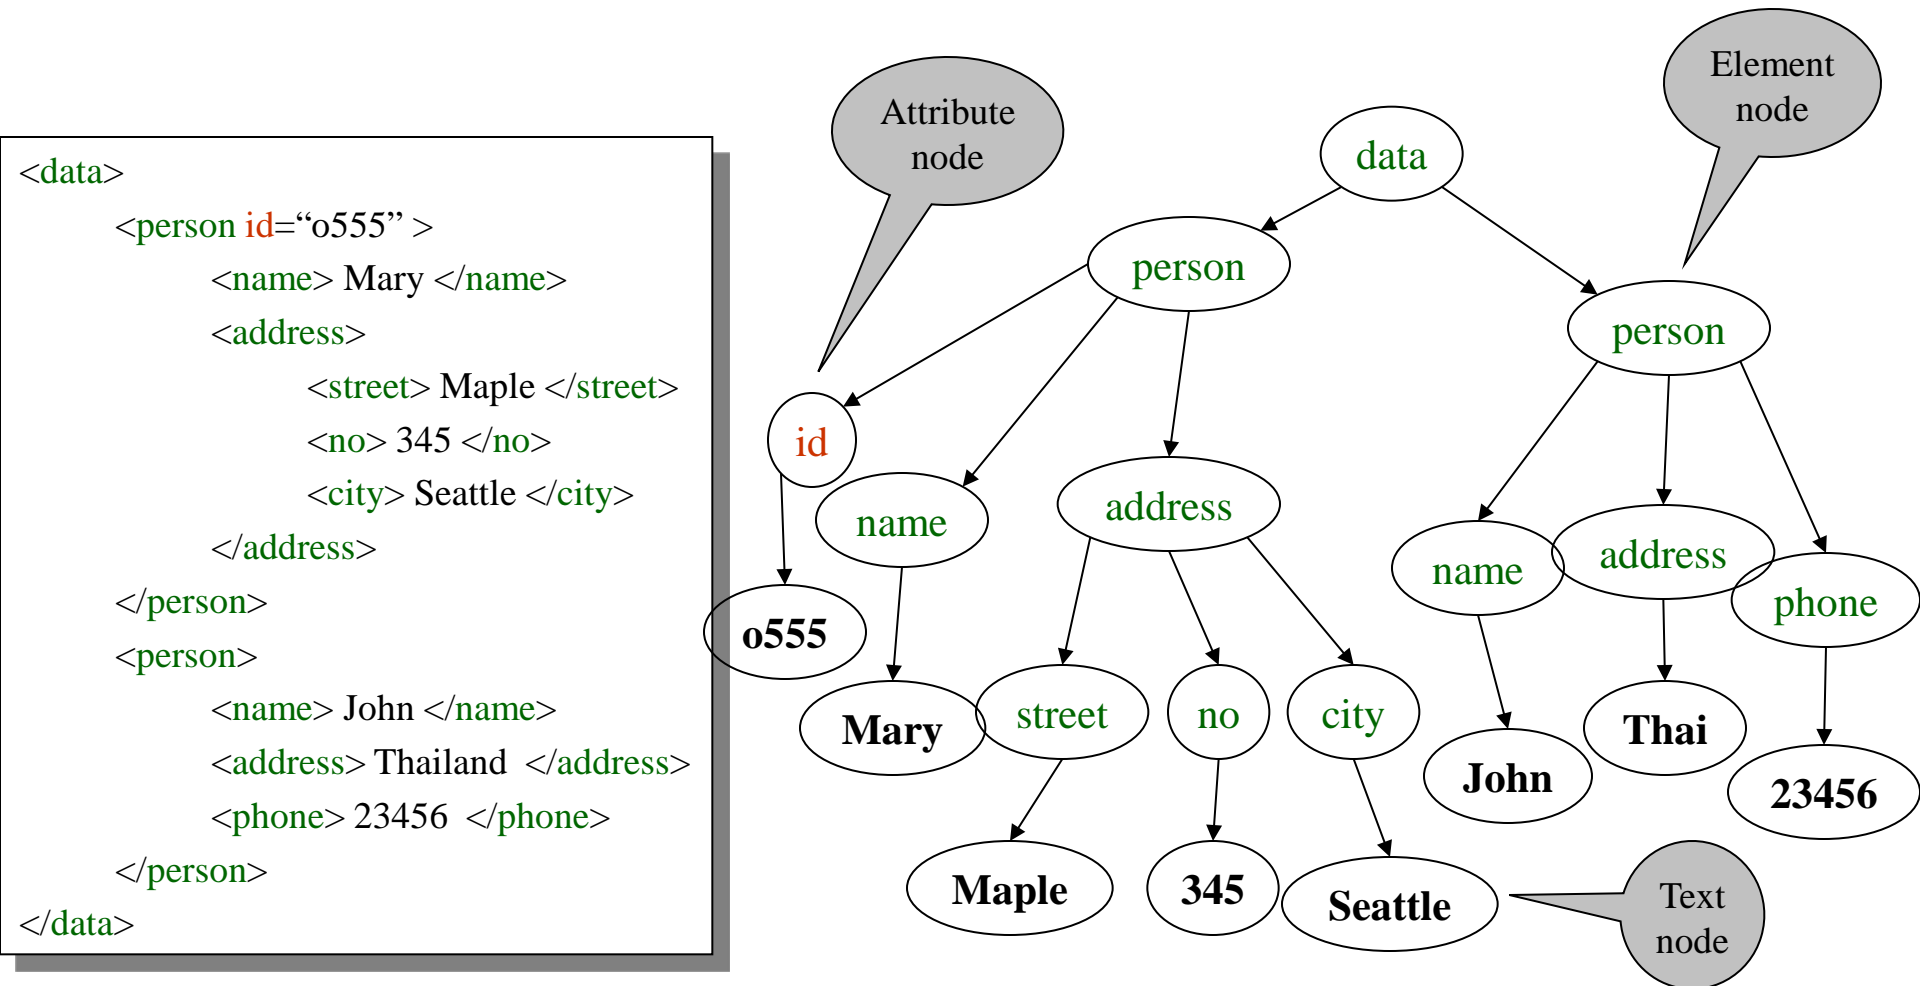 <data>
<person id=“o555” >
<name> Mary </name>
<address>
<street> Maple </street>
<no> 345 </no>
<city> Seattle </city>
</address>
</person>
<person>
<name> John </name>
<address> Thailand </address>
<phone> 23456 </phone>
</person>
</data>
Attribute
node
Element
node
data
person
person
id
name
address
name
address
phone
o555
Mary
street
no
city
John
Thai
23456
Maple
345
Seattle
Text
node